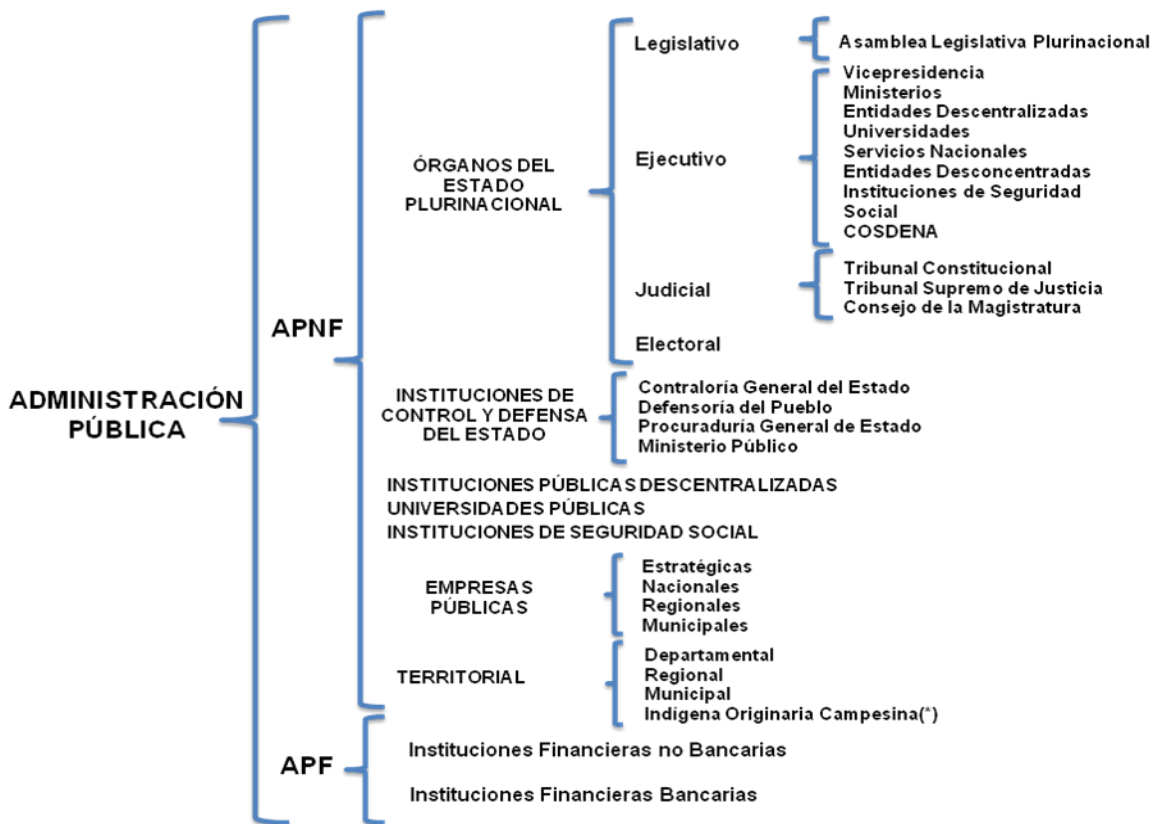 ADMINISTRACIÓN
PÚBLICA
APNF
ÓRGANOS DEL
ESTADO
PLURINACIONAL
Legislativo
Asamblea Legislativa Plurinacional
Ejecutivo
Vicepresidencia
Ministerios
Entidades Descentralizadas
Universidades
Servicios Nacionales
Entidades Desconcentradas
Instituciones de Seguridad
Social
COSDENA
Judicial
Tribunal Constitucional
Tribunal Supremo de Justicia
Consejo de la Magistratura
Electoral
INSTITUCIONES DE
CONTROL Y DEFENSA
DEL ESTADO
Contraloría General del Estado
Defensoría del Pueblo
Procuraduría General de Estado
Ministerio Público
INSTITUCIONES PÚBLICAS DESCENTRALIZADAS
UNIVERSIDADES PÚBLICAS
INSTITUCIONES DE SEGURIDAD SOCIAL
EMPRESAS
PÚBLICAS
Estratégicas
Nacionales
Regionales
Municipales
TERRITORIAL
Departamental
Regional
Municipal
Indígena Originaria Campesina(*)
APF
Instituciones Financieras no Bancarias
Instituciones Financieras Bancarias